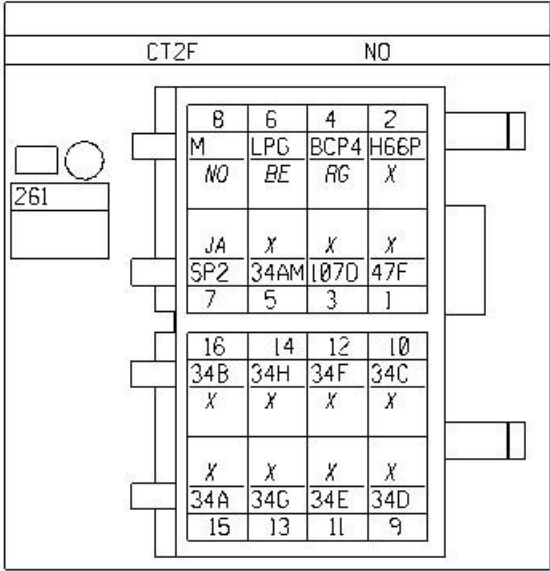 CT2F NO
8 6 4 2
M LPG BCP4 H66P
NO BE RG X
261
JA X X X
SP2 34AM 107D 47F
7 5 3 1
16 14 12 10
34B 34H 34F 34C
X X X X
X X X X
34A 34G 34E 34D
15 13 11 9